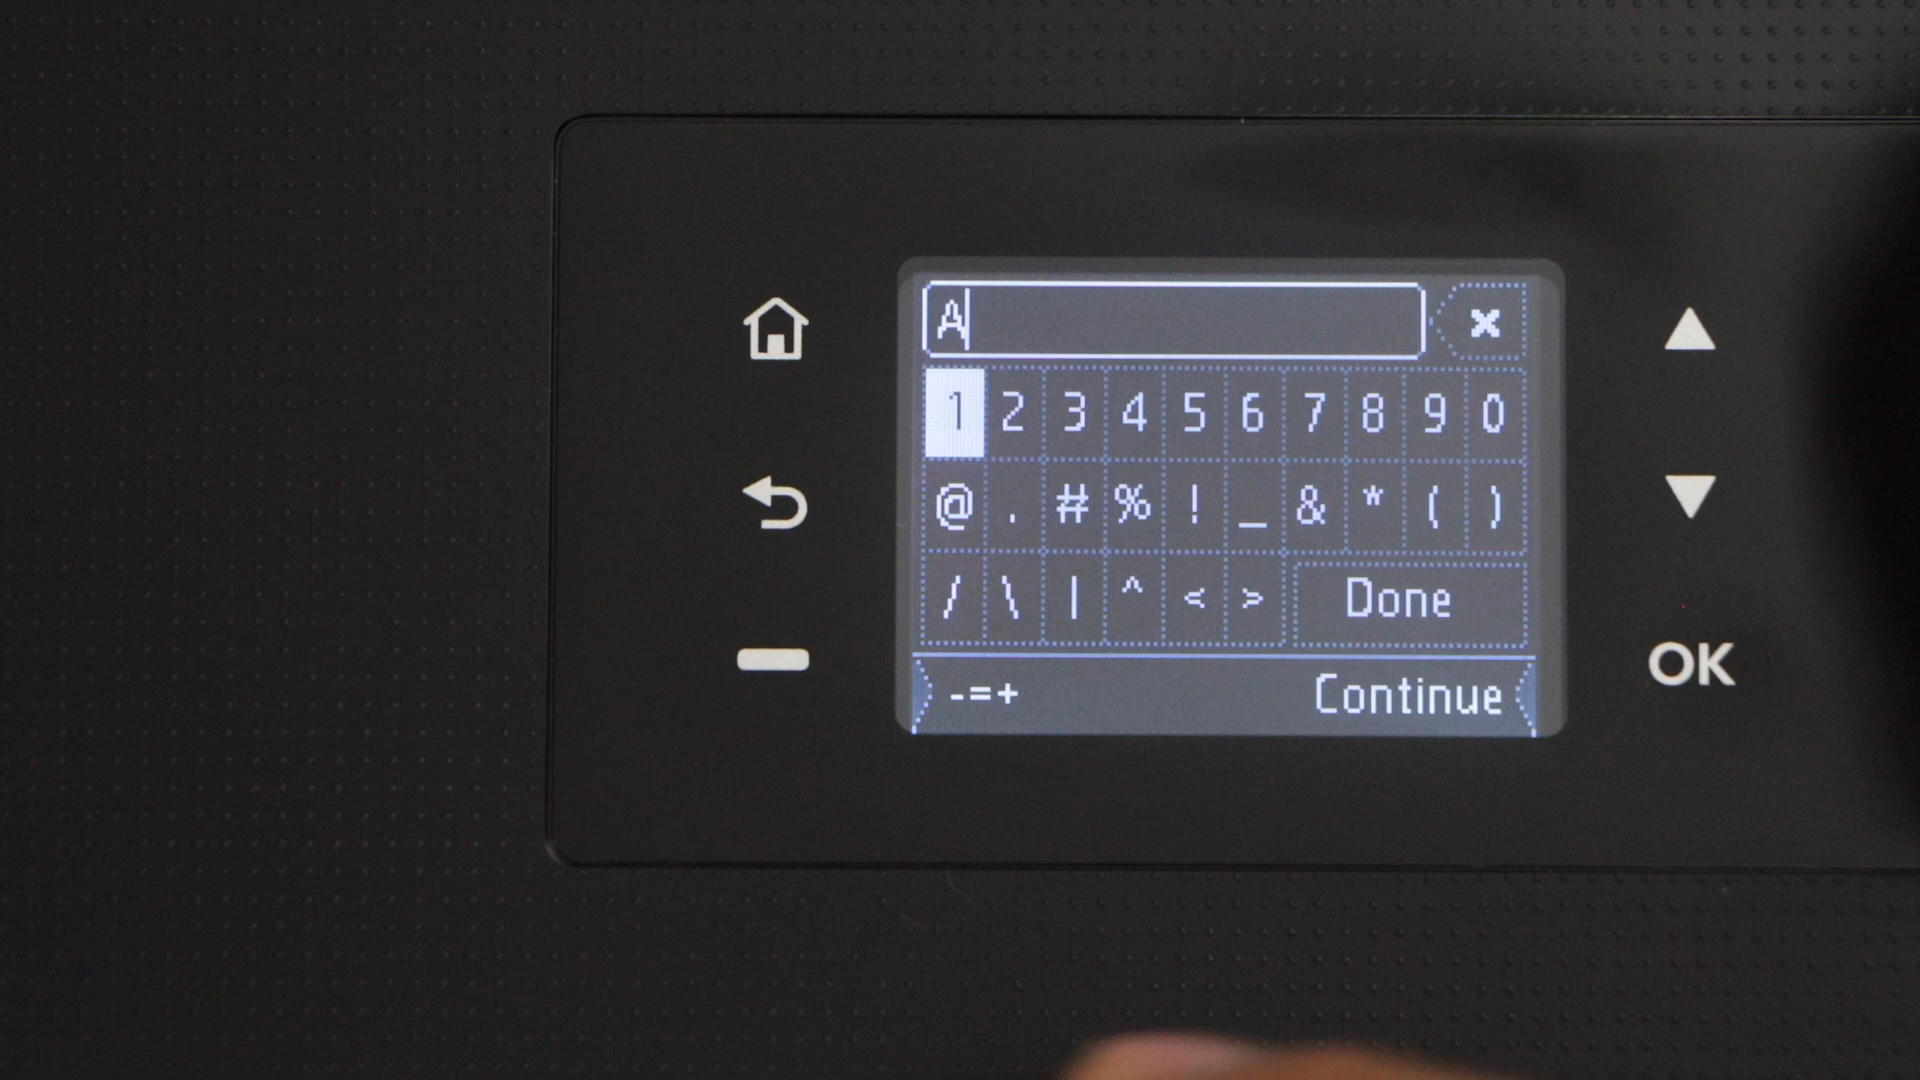 A
1 2 3 4 5 6 7 8 9 0
@ . # % ! _ & * ( )
/ \ | ^ < > Done
-=+ Continue
OK